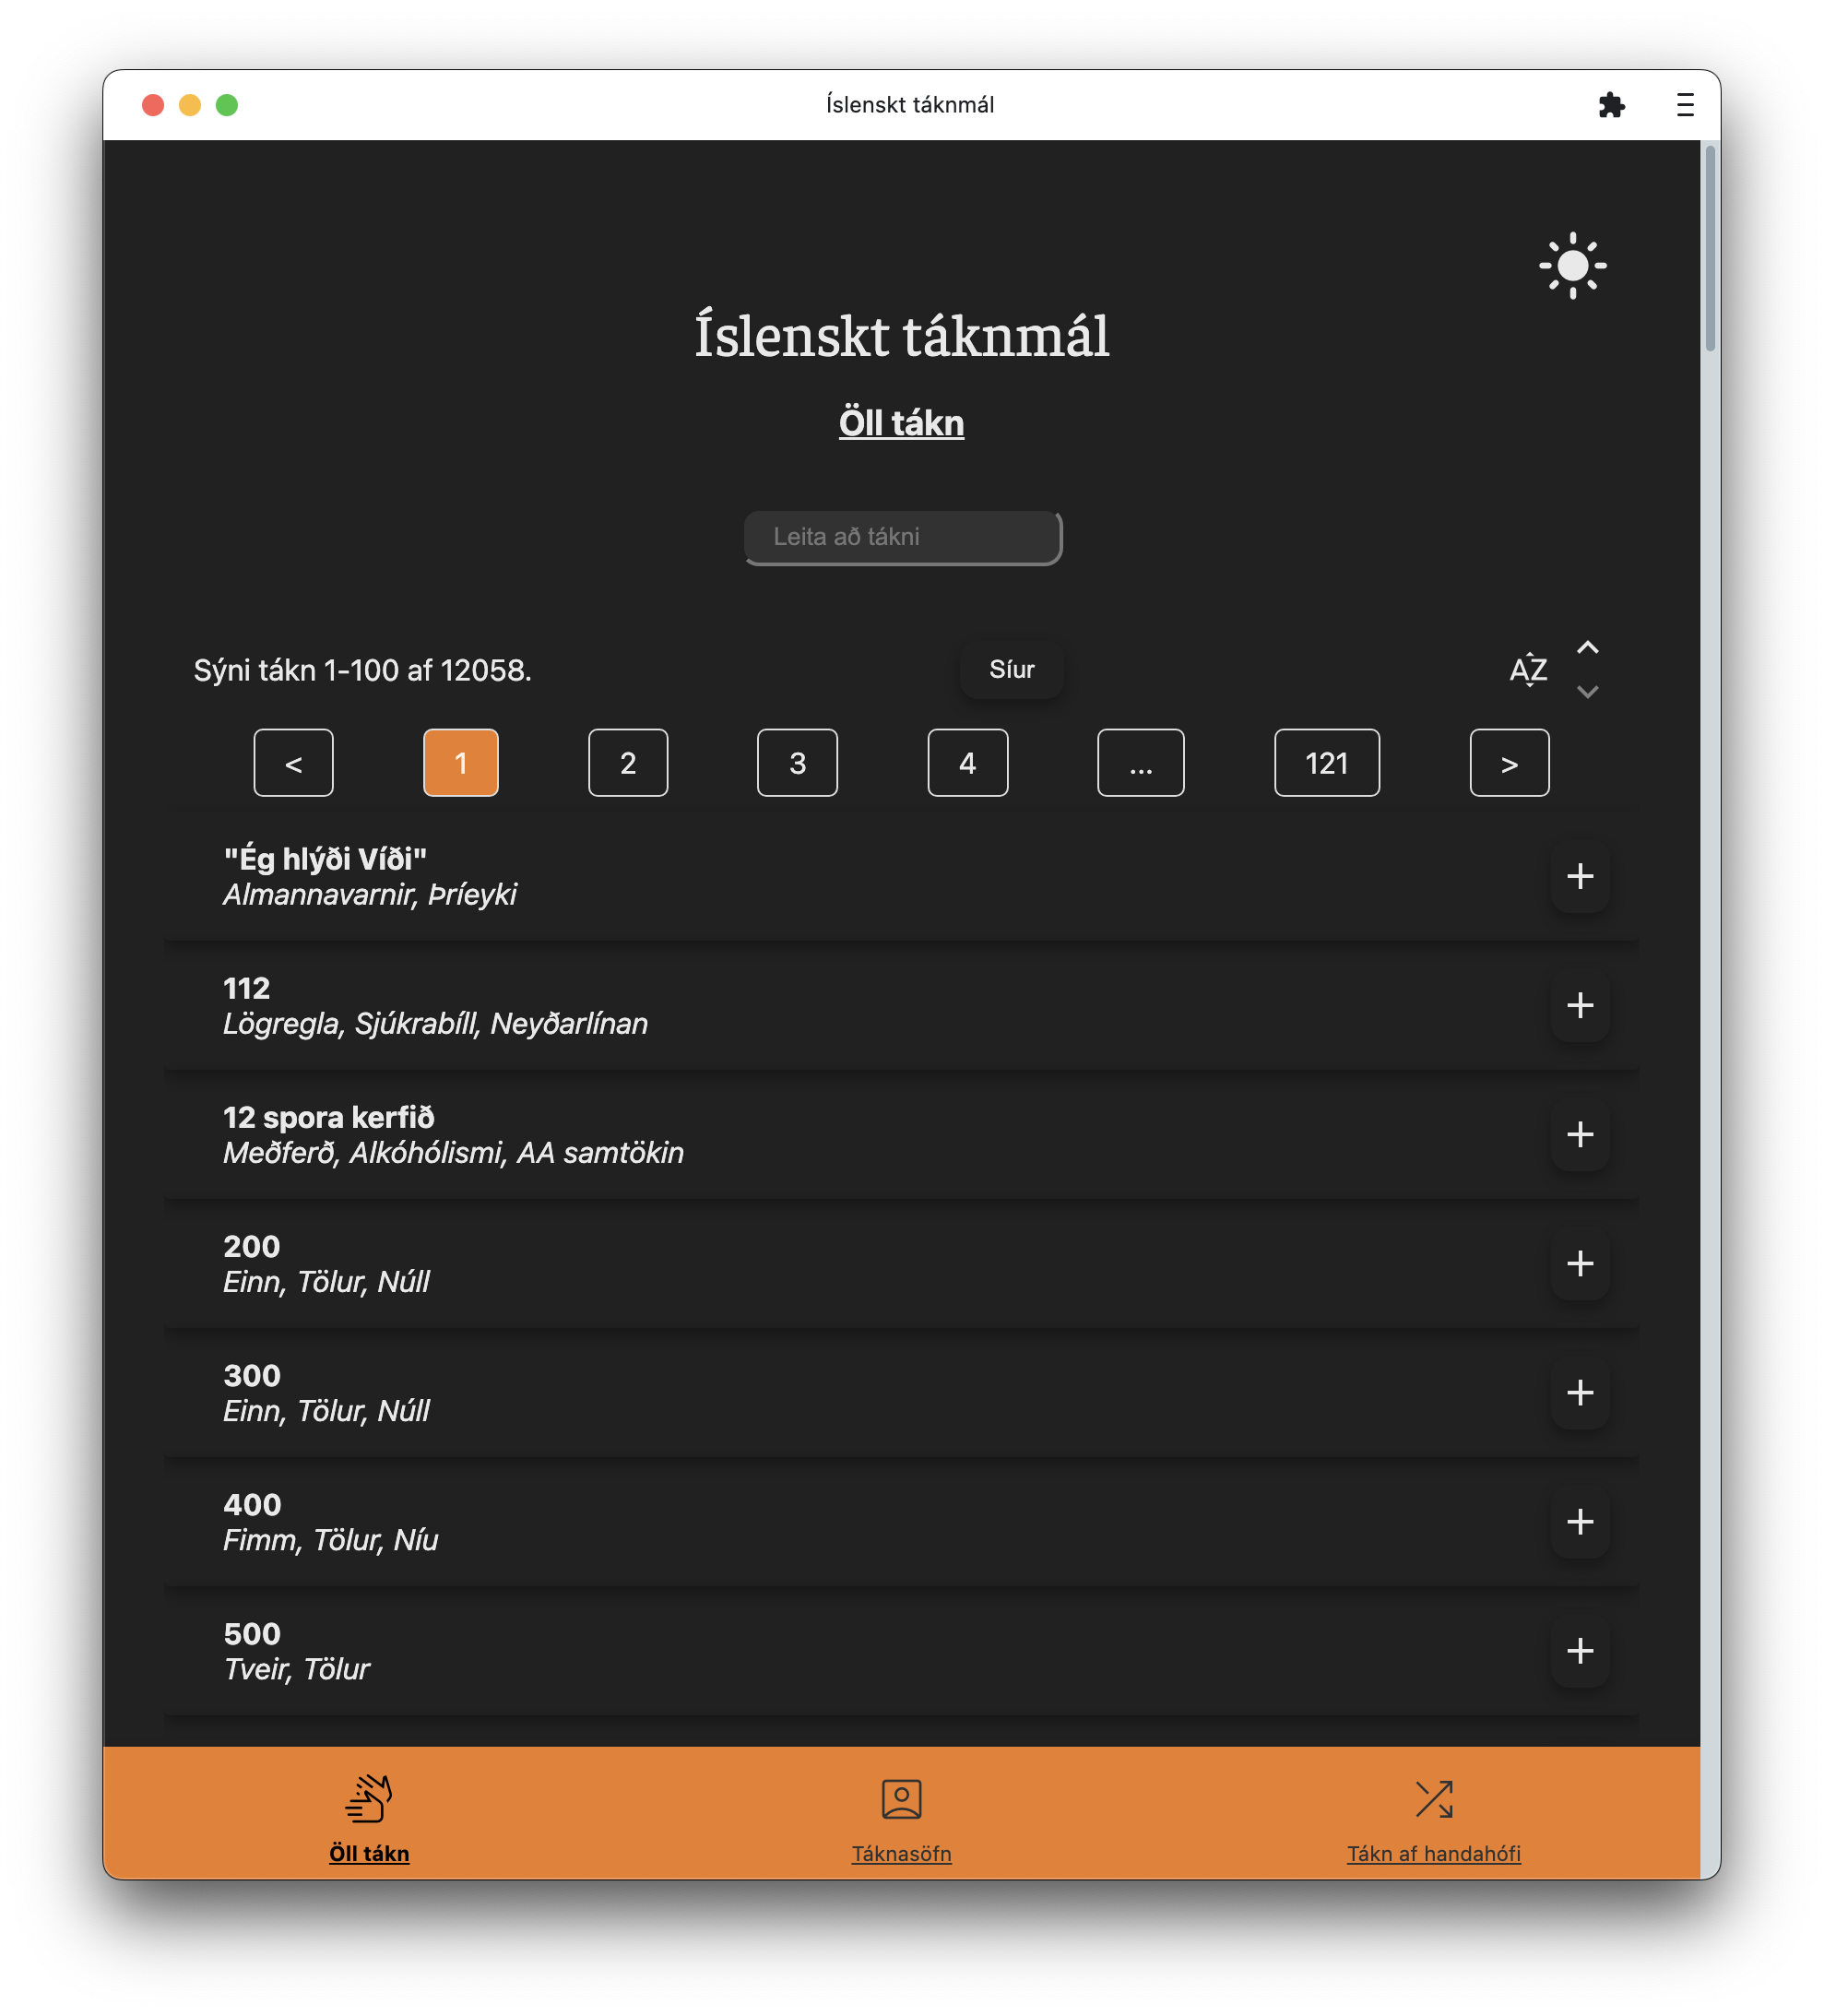 Íslenskt táknmál
Íslenskt táknmál
Öll tákn
Leita að tákni
Sýni tákn 1-100 af 12058.
Síur
AZ
< 1 2 3 4 ... 121 >
"Ég hlýði Víði"
Almannavarnir, Þríeyki
112
Lögregla, Sjúkrabíll, Neyðarlínan
12 spora kerfið
Meðferð, Alkóhólismi, AA samtökin
200
Einn, Tölur, Núll
300
Einn, Tölur, Núll
400
Fimm, Tölur, Níu
500
Tveir, Tölur
Öll tákn
Táknasöfn
Tákn af handahófi